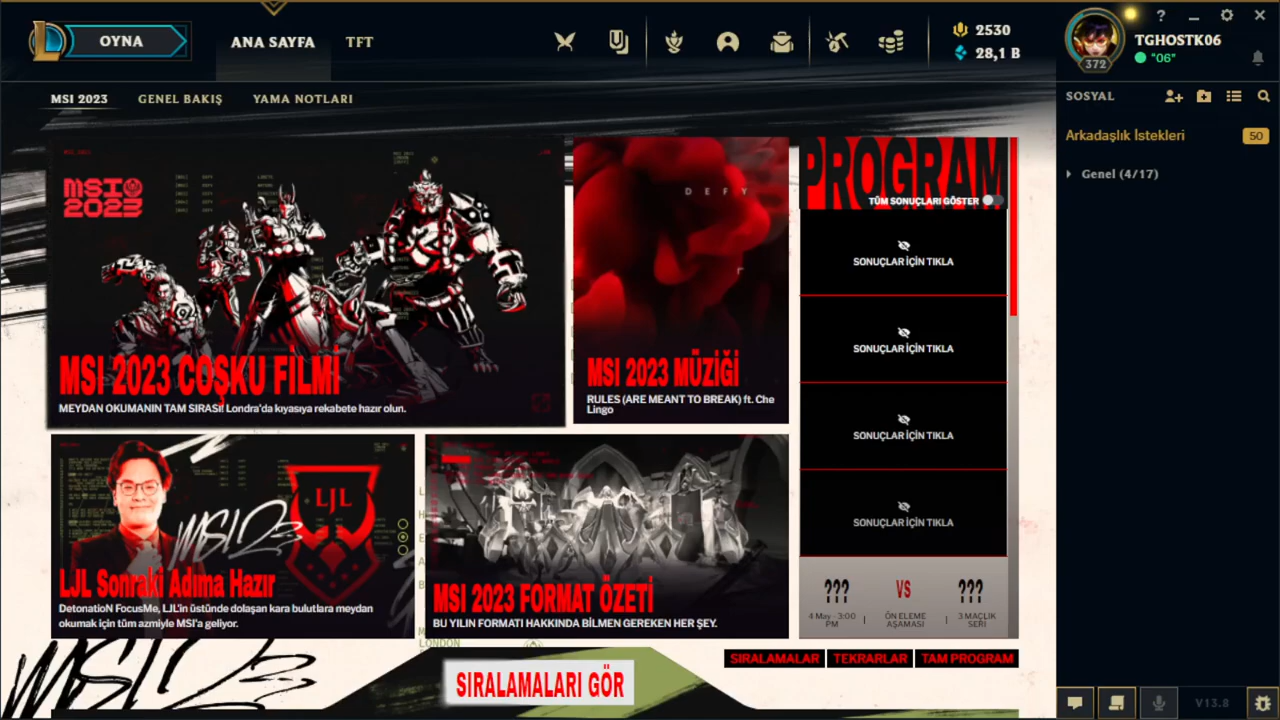 OYNA
ANA SAYFA
TFT
2530
28,1 B
372
TGHOSTK06
"06"
MSI 2023
GENEL BAKIŞ
YAMA NOTLARI
SOSYAL
Arkadaşlık İstekleri
50
Genel (4/17)
MSI
2023
MSI 2023 COŞKU FİLMİ
MEYDAN OKUMANIN TAM SIRASI! Londra'da kıyasıya rekabete hazır olun.
DEFY
MSI 2023 MÜZİĞİ
RULES (ARE MEANT TO BREAK) ft. Che
Lingo
PROGRAM
TÜM SONUÇLARI GÖSTER
SONUÇLAR İÇİN TIKLA
SONUÇLAR İÇİN TIKLA
SONUÇLAR İÇİN TIKLA
SONUÇLAR İÇİN TIKLA
???
VS
???
4 May · 3:00
PM
ÖN ELEME
AŞAMASI
3 MAÇLIK
SERİ
LJL
MSI23
LJL Sonraki Adıma Hazır
DetonatioN FocusMe, LJL'in üstünde dolaşan kara bulutlara meydan
okumak için tüm azmiyle MSI'a geliyor.
MSI 2023 FORMAT ÖZETİ
BU YILIN FORMATI HAKKINDA BİLMEN GEREKEN HER ŞEY.
LONDON
SIRALAMALAR
TEKRARLAR
TAM PROGRAM
SIRALAMALARI GÖR
V13.8